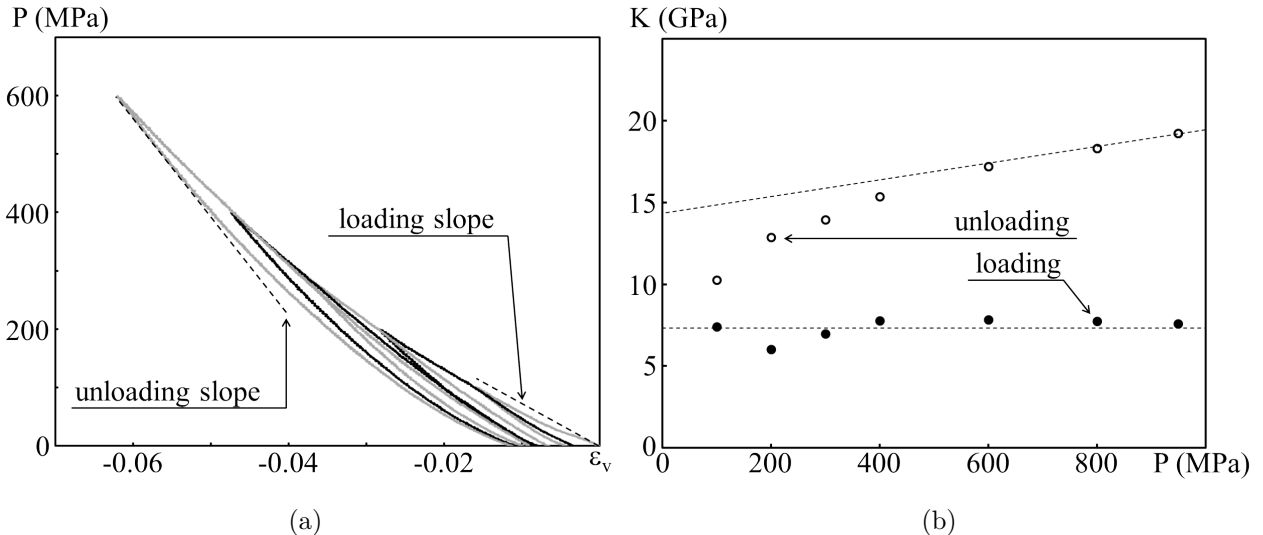 P (MPa)
600
400
200
0
-0.06
-0.04
-0.02
εv
loading slope
unloading slope
(a)
K (GPa)
20
15
10
5
0
0
200
400
600
800
P (MPa)
unloading
loading
(b)